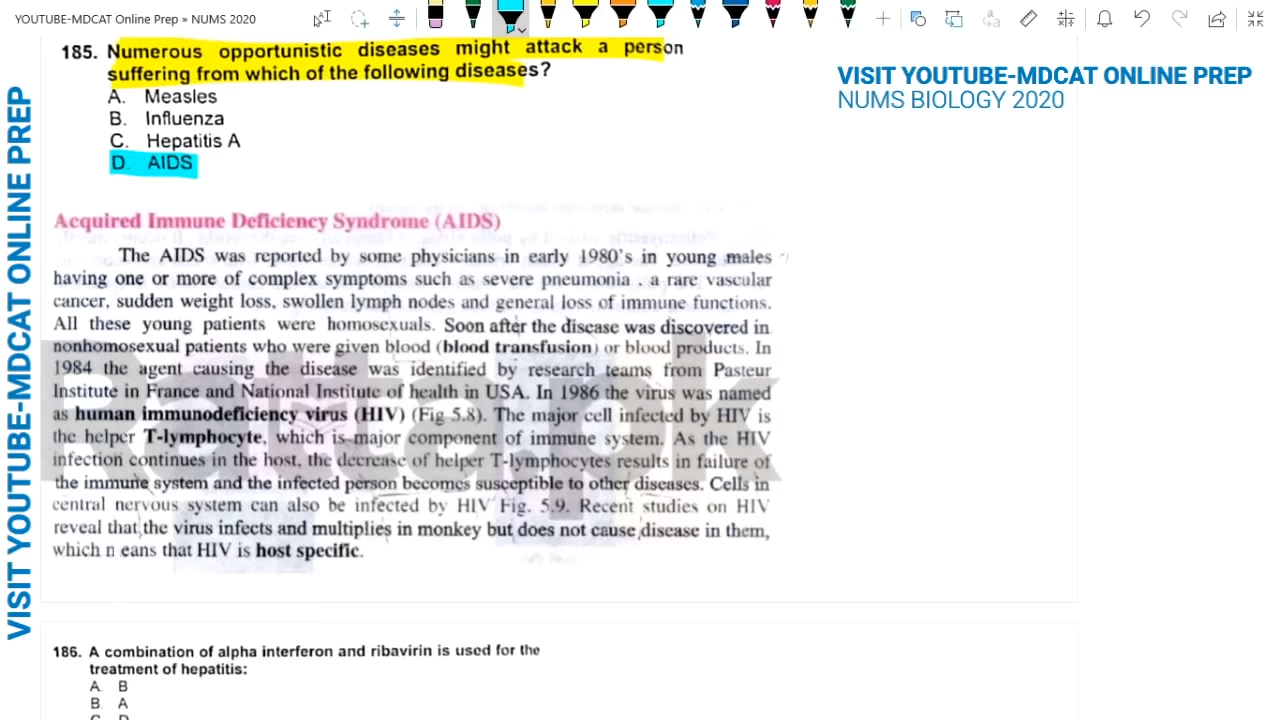 YOUTUBE-MDCAT Online Prep » NUMS 2020
185. Numerous opportunistic diseases might attack a person
suffering from which of the following diseases?
A. Measles
B. Influenza
C. Hepatitis A
D. AIDS
VISIT YOUTUBE-MDCAT ONLINE PREP
NUMS BIOLOGY 2020
VISIT YOUTUBE-MDCAT ONLINE PREP
Acquired Immune Deficiency Syndrome (AIDS)
The AIDS was reported by some physicians in early 1980's in young males
having one or more of complex symptoms such as severe pneumonia , a rare vascular
cancer, sudden weight loss, swollen lymph nodes and general loss of immune functions.
All these young patients were homosexuals. Soon after the disease was discovered in
nonhomosexual patients who were given blood (blood transfusion) or blood products. In
1984 the agent causing the disease was identified by research teams from Pasteur
Institute in France and National Institute of health in USA. In 1986 the virus was named
as human immunodeficiency virus (HIV) (Fig 5.8). The major cell infected by HIV is
the helper T-lymphocyte, which is major component of immune system. As the HIV
infection continues in the host, the decrease of helper T-lymphocytes results in failure of
the immune system and the infected person becomes susceptible to other diseases. Cells in
central nervous system can also be infected by HIV Fig. 5.9. Recent studies on HIV
reveal that the virus infects and multiplies in monkey but does not cause disease in them,
which n eans that HIV is host specific.
Ratta.pk
186. A combination of alpha interferon and ribavirin is used for the
treatment of hepatitis:
A. B
B. A
C. D